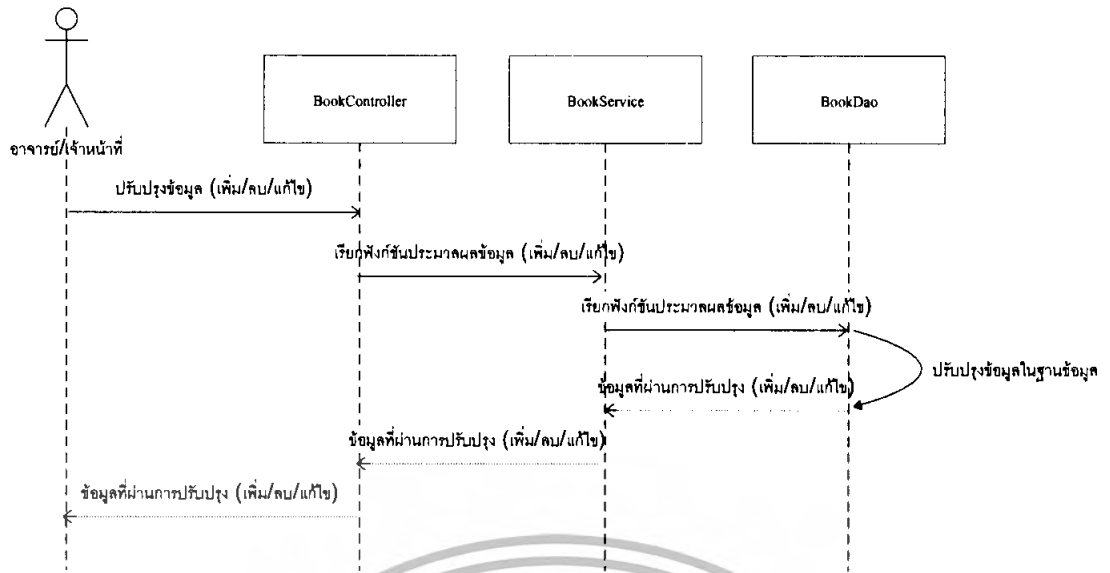 BookController
BookService
BookDao
อาจารย์/เจ้าหน้าที่
ปรับปรุงข้อมูล (เพิ่ม/ลบ/แก้ไข)
เรียกฟังก์ชันประมวลผลข้อมูล (เพิ่ม/ลบ/แก้ไข)
เรียกฟังก์ชันประมวลผลข้อมูล (เพิ่ม/ลบ/แก้ไข)
ปรับปรุงข้อมูลในฐานข้อมูล
ข้อมูลที่ผ่านการปรับปรุง (เพิ่ม/ลบ/แก้ไข)
ข้อมูลที่ผ่านการปรับปรุง (เพิ่ม/ลบ/แก้ไข)
ข้อมูลที่ผ่านการปรับปรุง (เพิ่ม/ลบ/แก้ไข)